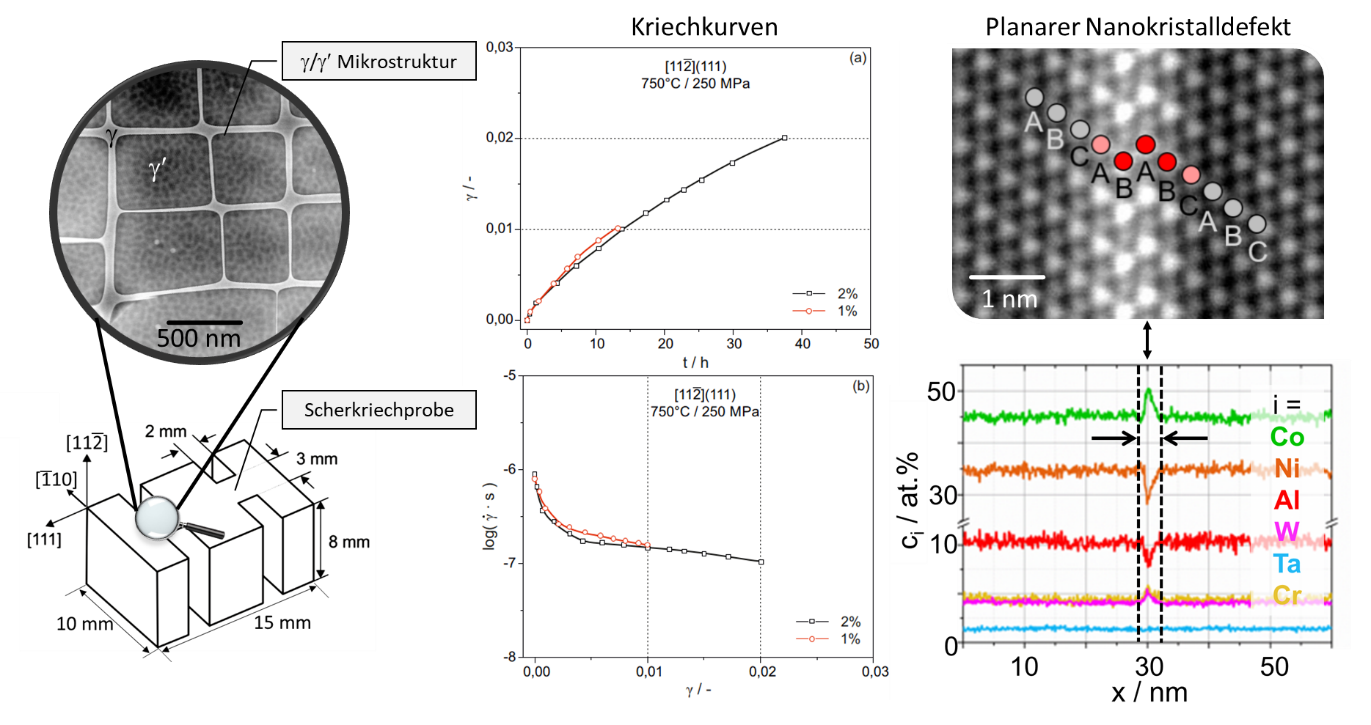 γ/γ′ Mikrostruktur
γ
γ′
500 nm
Scherkriechprobe
[112̅]
[1̅10]
[111]
2 mm
3 mm
8 mm
10 mm
15 mm
Kriechkurven
(a)
[112̅](111)
750°C / 250 MPa
γ / -
0,03
0,02
0,01
0,00
2%
1%
0 10 20 30 40 50
t / h
(b)
[112̅](111)
750°C / 250 MPa
log( γ̇ · s )
-5
-6
-7
-8
2%
1%
0,00 0,01 0,02 0,03
γ / -
Planarer Nanokristalldefekt
A
B
C
A
B
A
B
C
A
B
C
1 nm
cᵢ / at.%
50
30
10
0
i =
Co
Ni
Al
W
Ta
Cr
10 30 50
x / nm